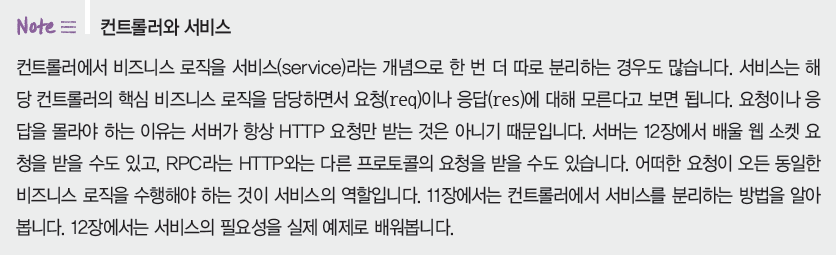 Note 컨트롤러와 서비스
컨트롤러에서 비즈니스 로직을 서비스(service)라는 개념으로 한 번 더 따로 분리하는 경우도 많습니다. 서비스는 해
당 컨트롤러의 핵심 비즈니스 로직을 담당하면서 요청(req)이나 응답(res)에 대해 모른다고 보면 됩니다. 요청이나 응
답을 몰라야 하는 이유는 서버가 항상 HTTP 요청만 받는 것은 아니기 때문입니다. 서버는 12장에서 배울 웹 소켓 요
청을 받을 수도 있고, RPC라는 HTTP와는 다른 프로토콜의 요청을 받을 수도 있습니다. 어떠한 요청이 오든 동일한
비즈니스 로직을 수행해야 하는 것이 서비스의 역할입니다. 11장에서는 컨트롤러에서 서비스를 분리하는 방법을 알아
봅니다. 12장에서는 서비스의 필요성을 실제 예제로 배워봅니다.